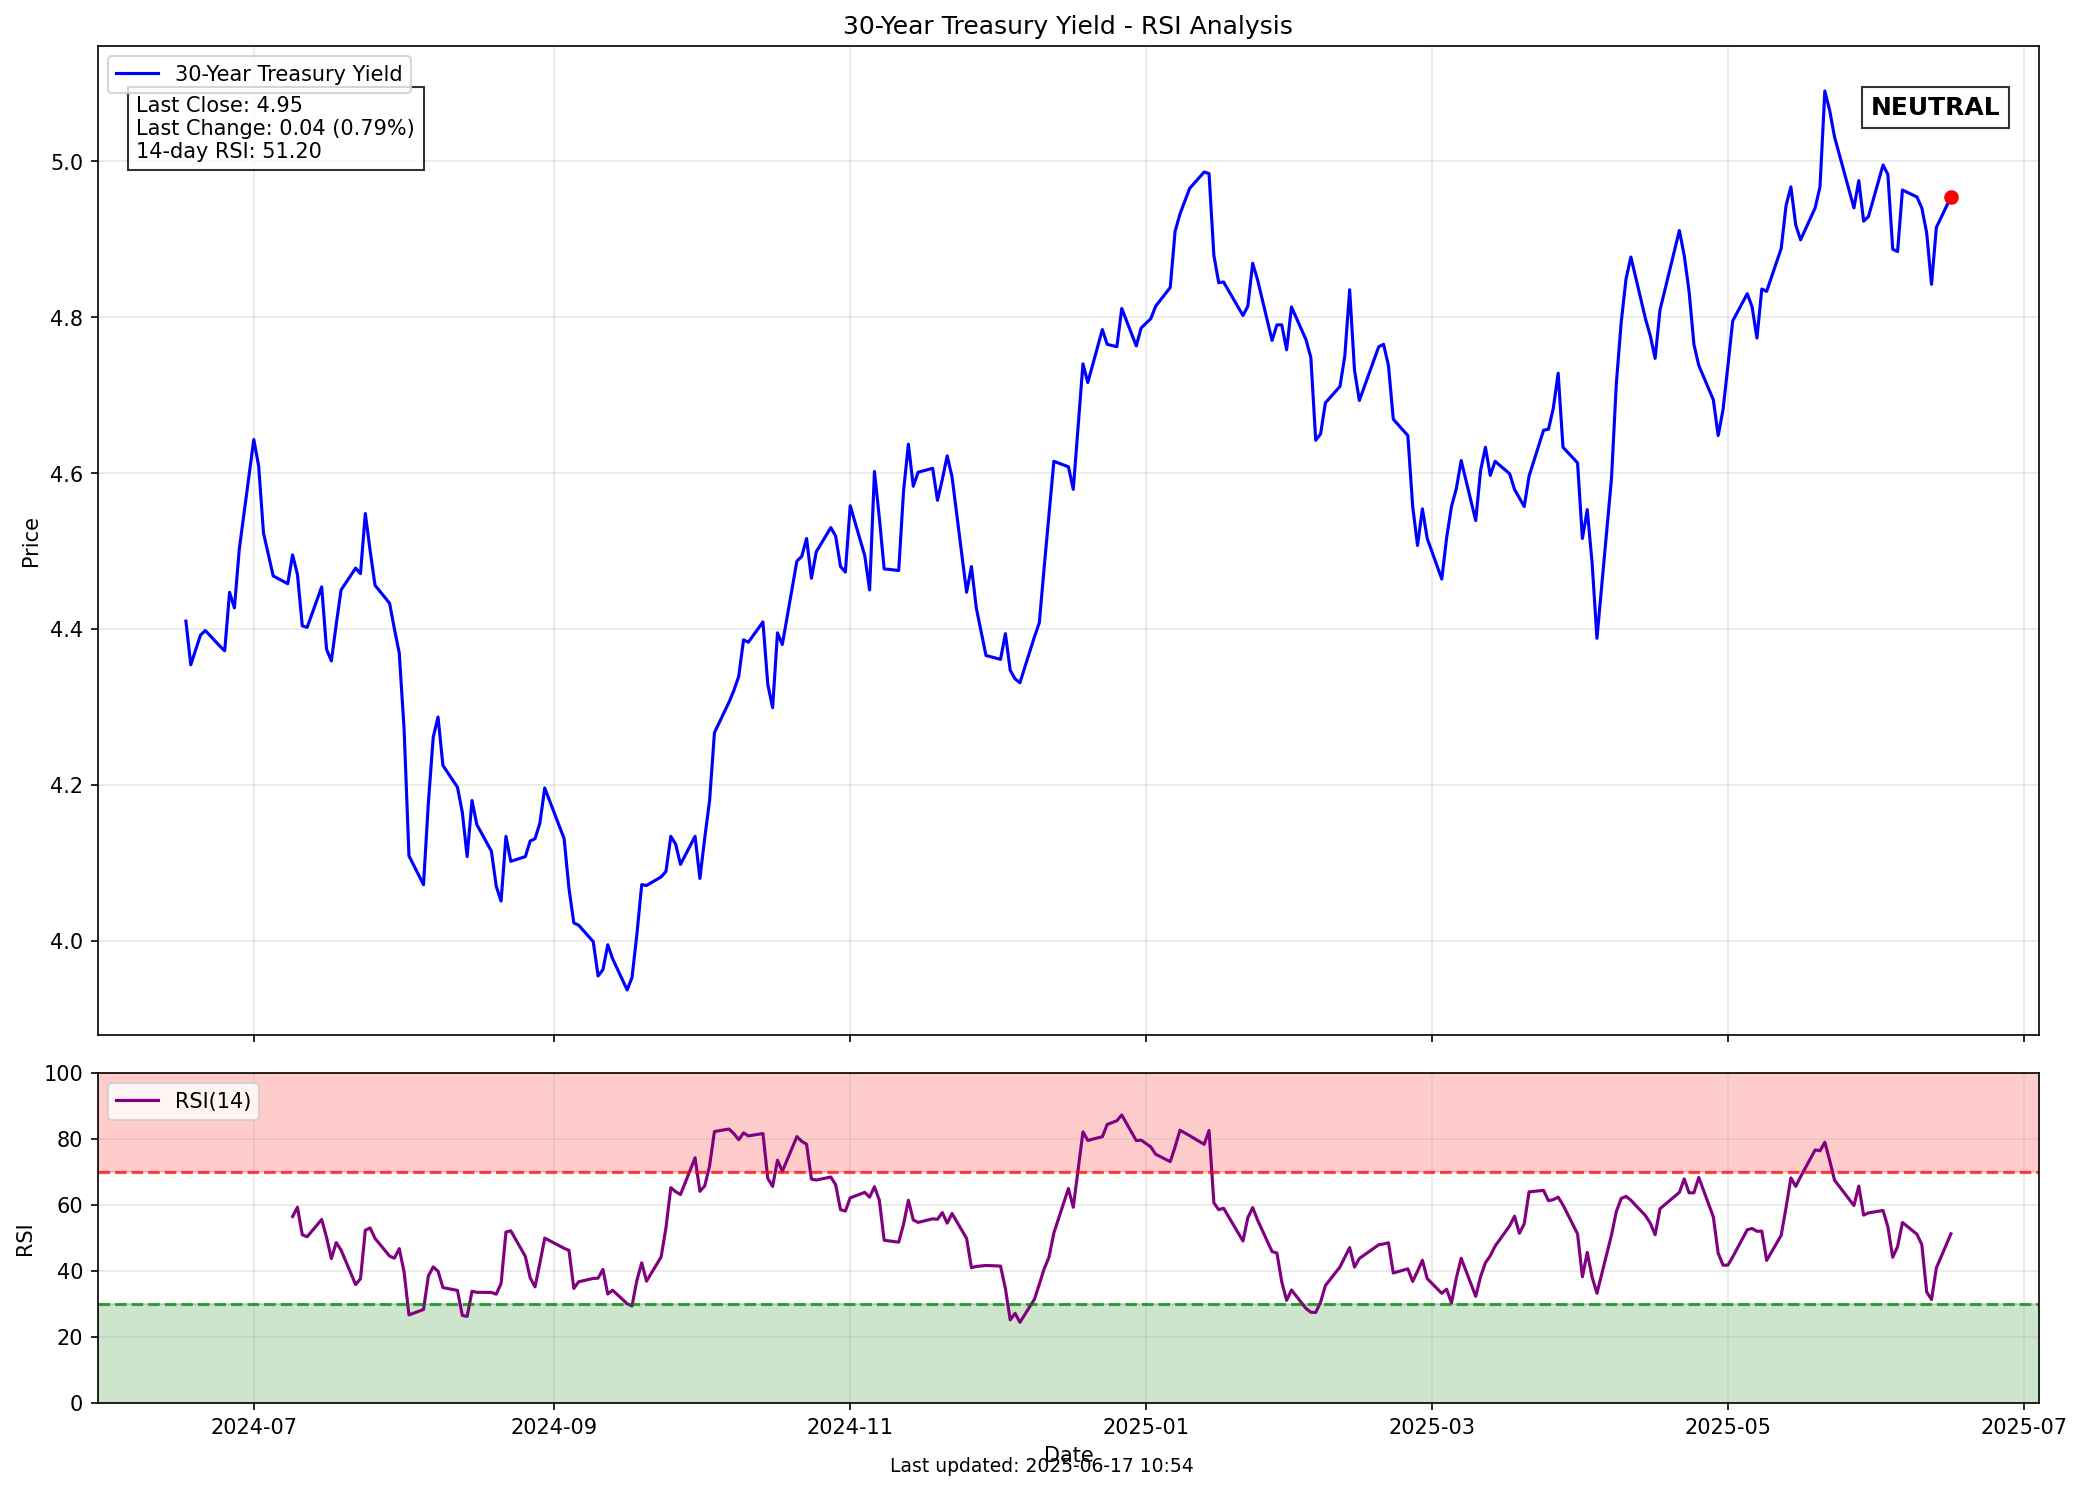 30-Year Treasury Yield - RSI Analysis
30-Year Treasury Yield
Last Close: 4.95
Last Change: 0.04 (0.79%)
14-day RSI: 51.20
NEUTRAL
Price
5.0
4.8
4.6
4.4
4.2
4.0
RSI(14)
RSI
100
80
60
40
20
0
2024-07
2024-09
2024-11
2025-01
2025-03
2025-05
2025-07
Date
Last updated: 2025-06-17 10:54